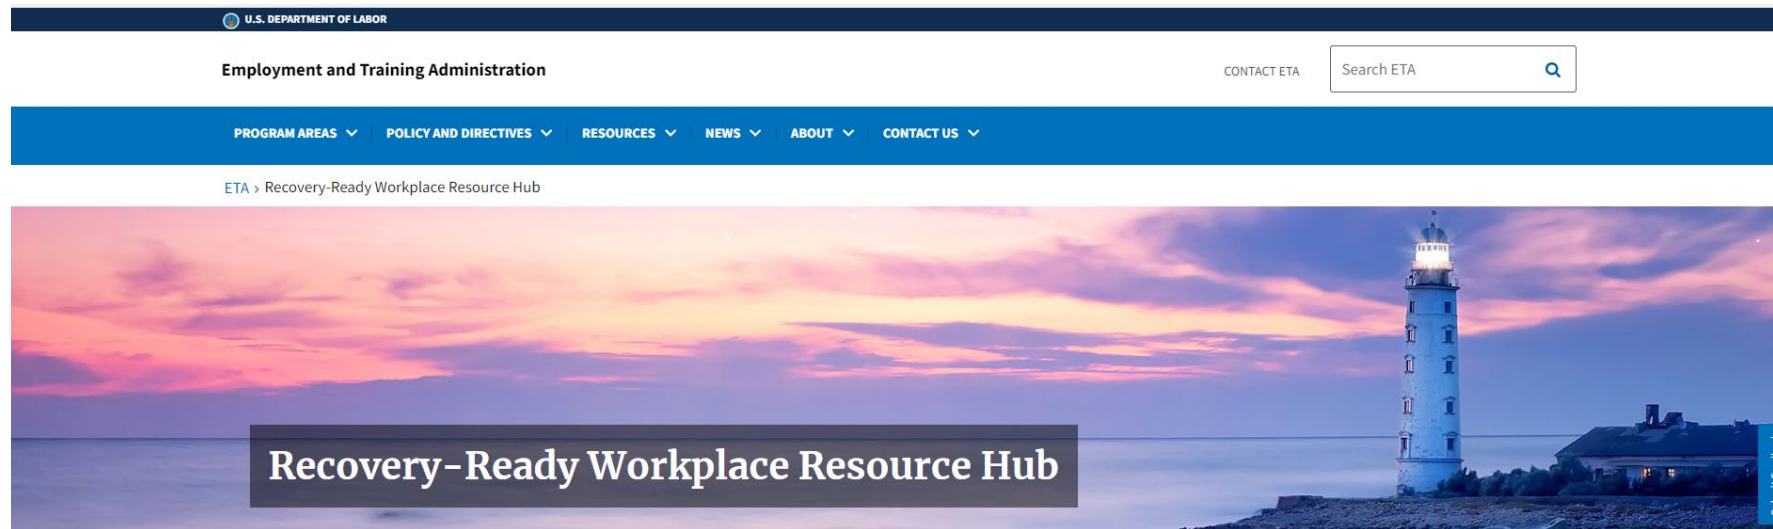 U.S. DEPARTMENT OF LABOR
Employment and Training Administration
CONTACT ETA
Search ETA
PROGRAM AREAS
POLICY AND DIRECTIVES
RESOURCES
NEWS
ABOUT
CONTACT US
ETA > Recovery-Ready Workplace Resource Hub
Recovery-Ready Workplace Resource Hub